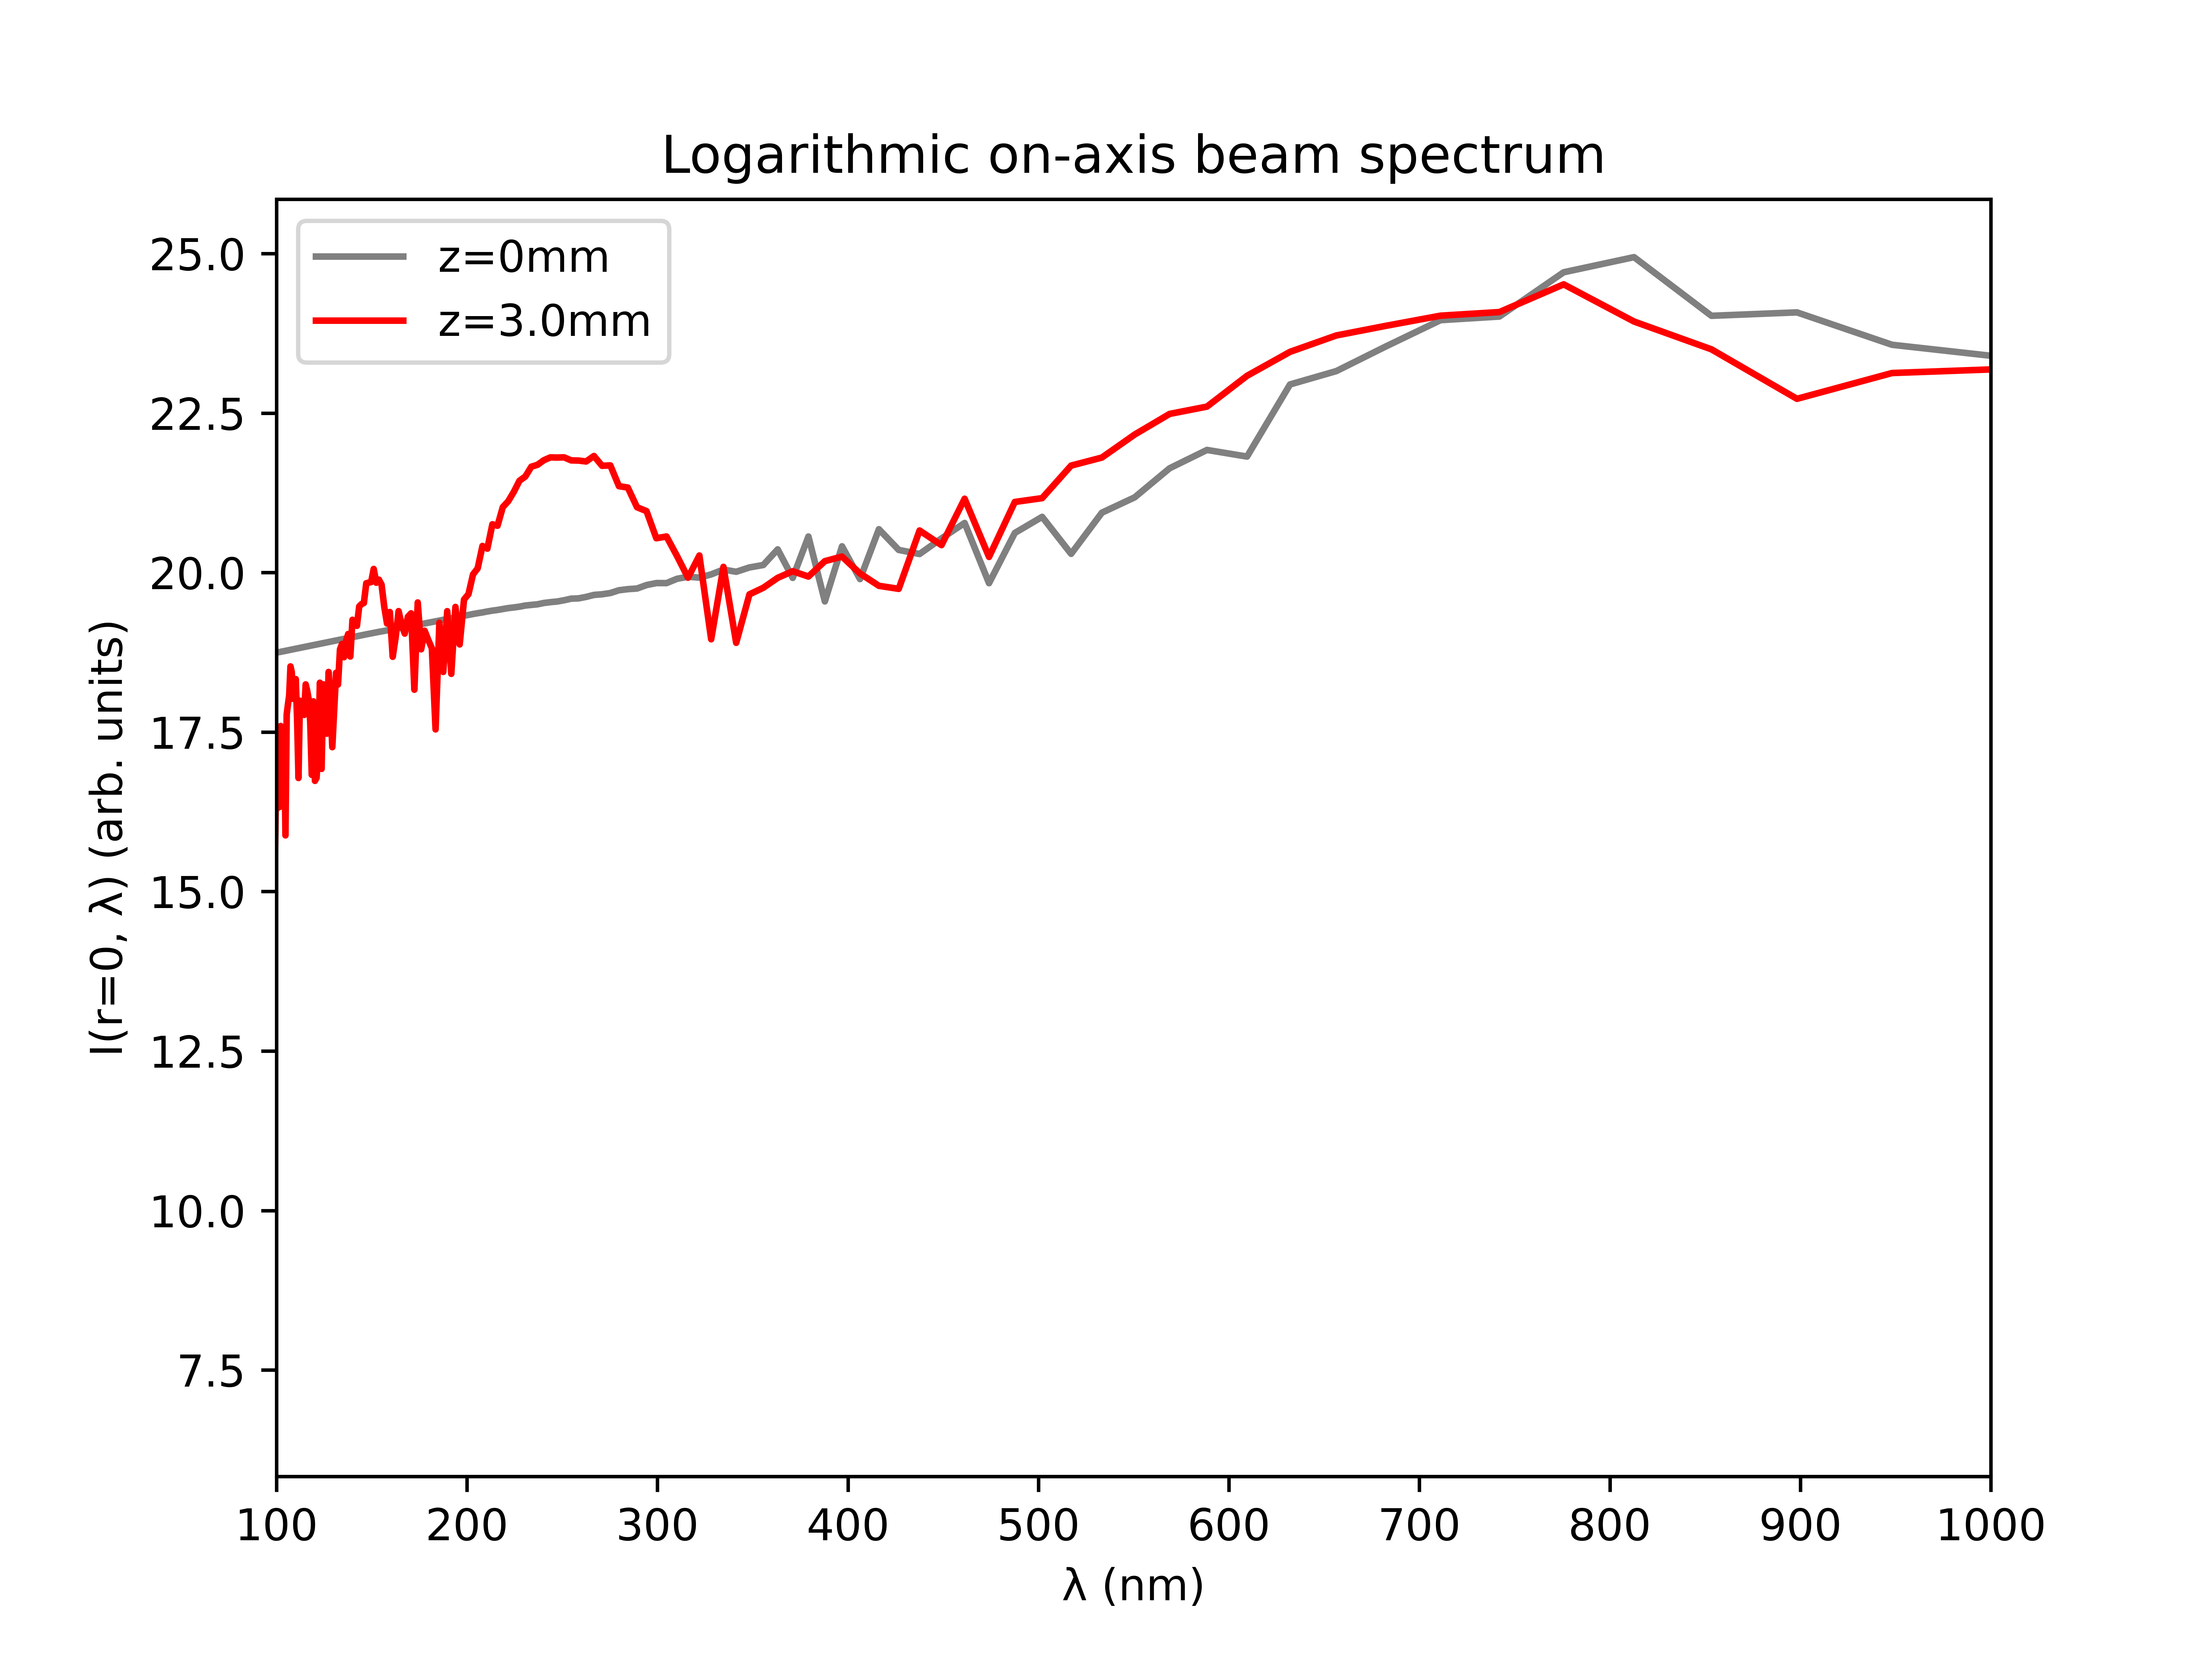 Logarithmic on-axis beam spectrum
z=0mm
z=3.0mm
I(r=0, λ) (arb. units)
25.0
22.5
20.0
17.5
15.0
12.5
10.0
7.5
100 200 300 400 500 600 700 800 900 1000
λ (nm)